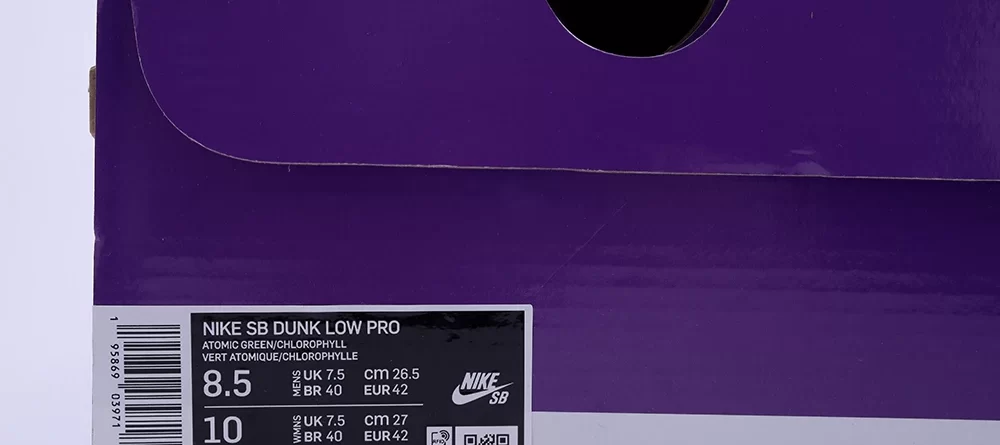 NIKE SB DUNK LOW PRO
ATOMIC GREEN/CHLOROPHYLL
VERT ATOMIQUE/CHLOROPHYLLE
8.5 MENS UK 7.5 cm 26.5
BR 40 EUR 42
10 WMNS UK 7.5 cm 27
BR 40 EUR 42
NIKE
SB
RFID
1 95869 03971